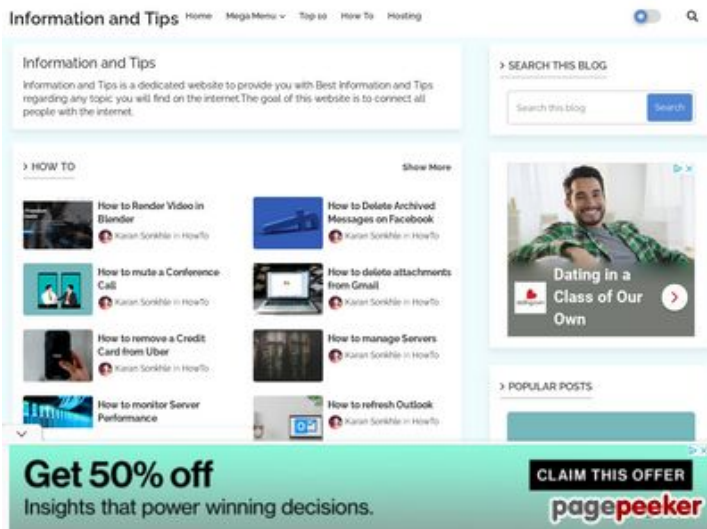 Information and Tips
Home Mega Menu Top 10 How To Hosting
Information and Tips
Information and Tips is a dedicated website to provide you with Best Information and Tips
regarding any topic you will find on the internet.The goal of this website is to connect all
people with the internet.
> HOW TO
Show More
How to Render Video in
Blender
Karan Sonkhle in HowTo
How to Delete Archived
Messages on Facebook
Karan Sonkhle in HowTo
How to mute a Conference
Call
Karan Sonkhle in HowTo
How to delete attachments
from Gmail
Karan Sonkhle in HowTo
How to remove a Credit
Card from Uber
Karan Sonkhle in HowTo
How to manage Servers
Karan Sonkhle in HowTo
How to monitor Server
Performance
How to refresh Outlook
Karan Sonkhle in HowTo
> SEARCH THIS BLOG
Search this blog
Search
Dating in a
Class of Our
Own
> POPULAR POSTS
Get 50% off
Insights that power winning decisions.
CLAIM THIS OFFER
pagepeeker